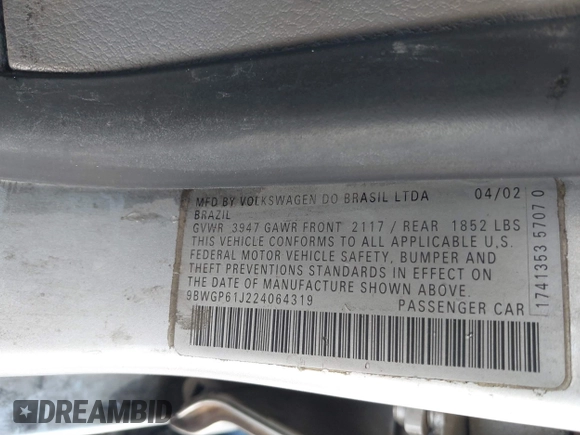 MFD BY VOLKSWAGEN DO BRASIL LTDA 04/02
BRAZIL
GVWR 3947 GAWR FRONT 2117 / REAR 1852 LBS
THIS VEHICLE CONFORMS TO ALL APPLICABLE U.S.
FEDERAL MOTOR VEHICLE SAFETY, BUMPER AND
THEFT PREVENTIONS STANDARDS IN EFFECT ON
THE DATE OF MANUFACTURE SHOWN ABOVE.
9BWGP61J224064319 PASSENGER CAR
1741353 57070
DREAMBID